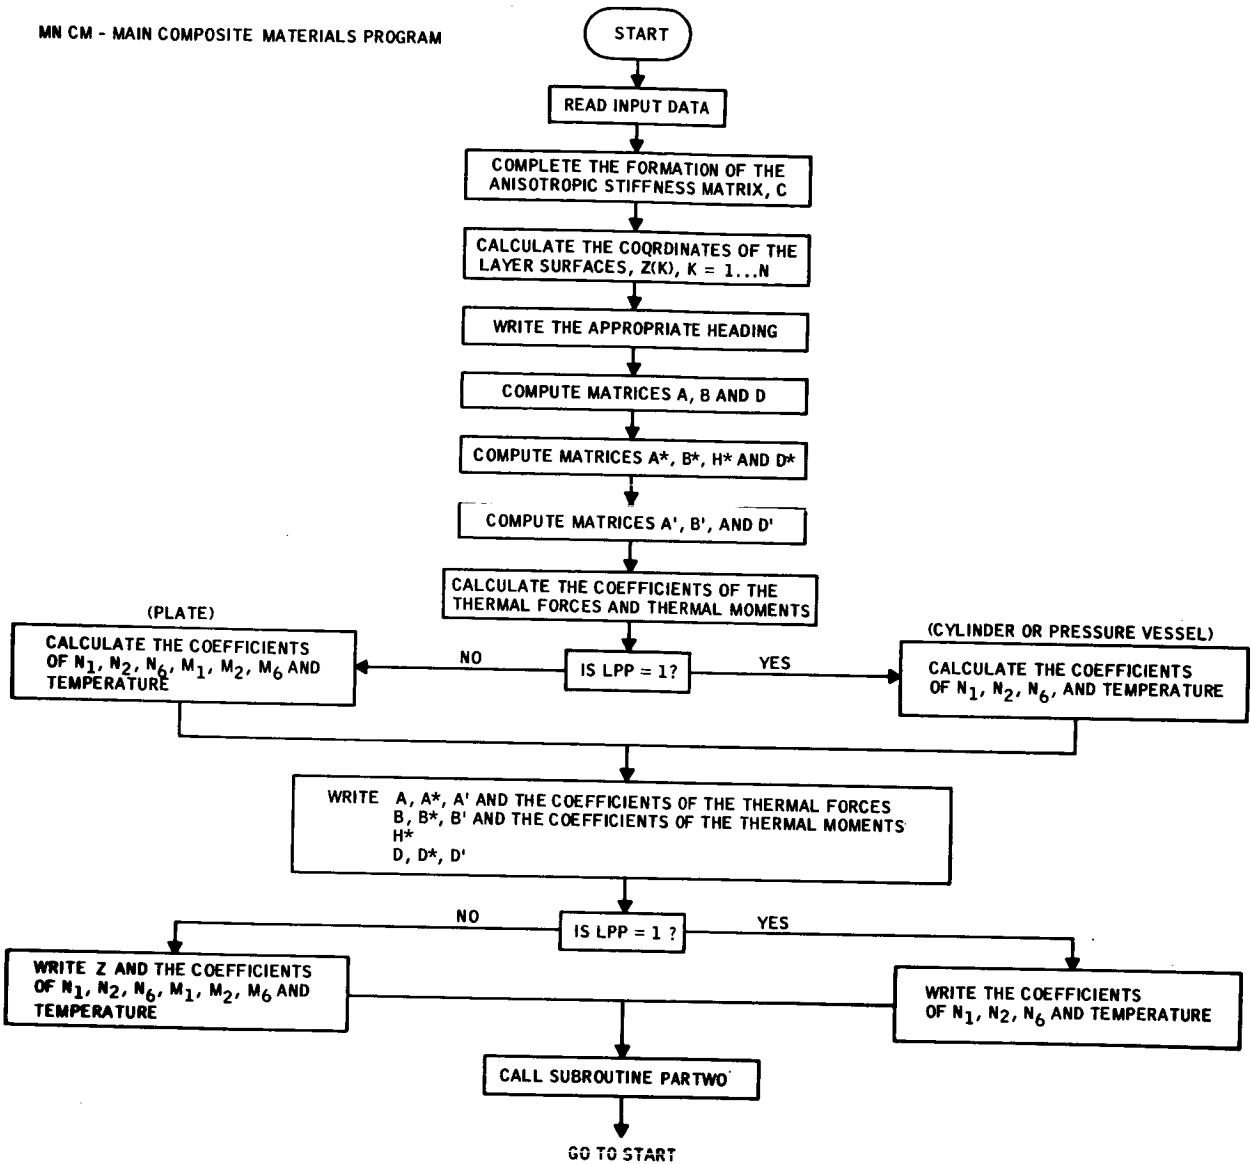 MN CM - MAIN COMPOSITE MATERIALS PROGRAM
START
READ INPUT DATA
COMPLETE THE FORMATION OF THE
ANISOTROPIC STIFFNESS MATRIX, C
CALCULATE THE COORDINATES OF THE
LAYER SURFACES, Z(K), K = 1...N
WRITE THE APPROPRIATE HEADING
COMPUTE MATRICES A, B AND D
COMPUTE MATRICES A*, B*, H* AND D*
COMPUTE MATRICES A', B', AND D'
CALCULATE THE COEFFICIENTS OF THE
THERMAL FORCES AND THERMAL MOMENTS
(PLATE)
CALCULATE THE COEFFICIENTS
OF N1, N2, N6, M1, M2, M6 AND
TEMPERATURE
NO
IS LPP = 1?
YES
(CYLINDER OR PRESSURE VESSEL)
CALCULATE THE COEFFICIENTS
OF N1, N2, N6, AND TEMPERATURE
WRITE A, A*, A' AND THE COEFFICIENTS OF THE THERMAL FORCES
B, B*, B' AND THE COEFFICIENTS OF THE THERMAL MOMENTS
H*
D, D*, D'
NO
IS LPP = 1 ?
YES
WRITE Z AND THE COEFFICIENTS
OF N1, N2, N6, M1, M2, M6 AND
TEMPERATURE
WRITE THE COEFFICIENTS
OF N1, N2, N6 AND TEMPERATURE
CALL SUBROUTINE PARTWO
GO TO START